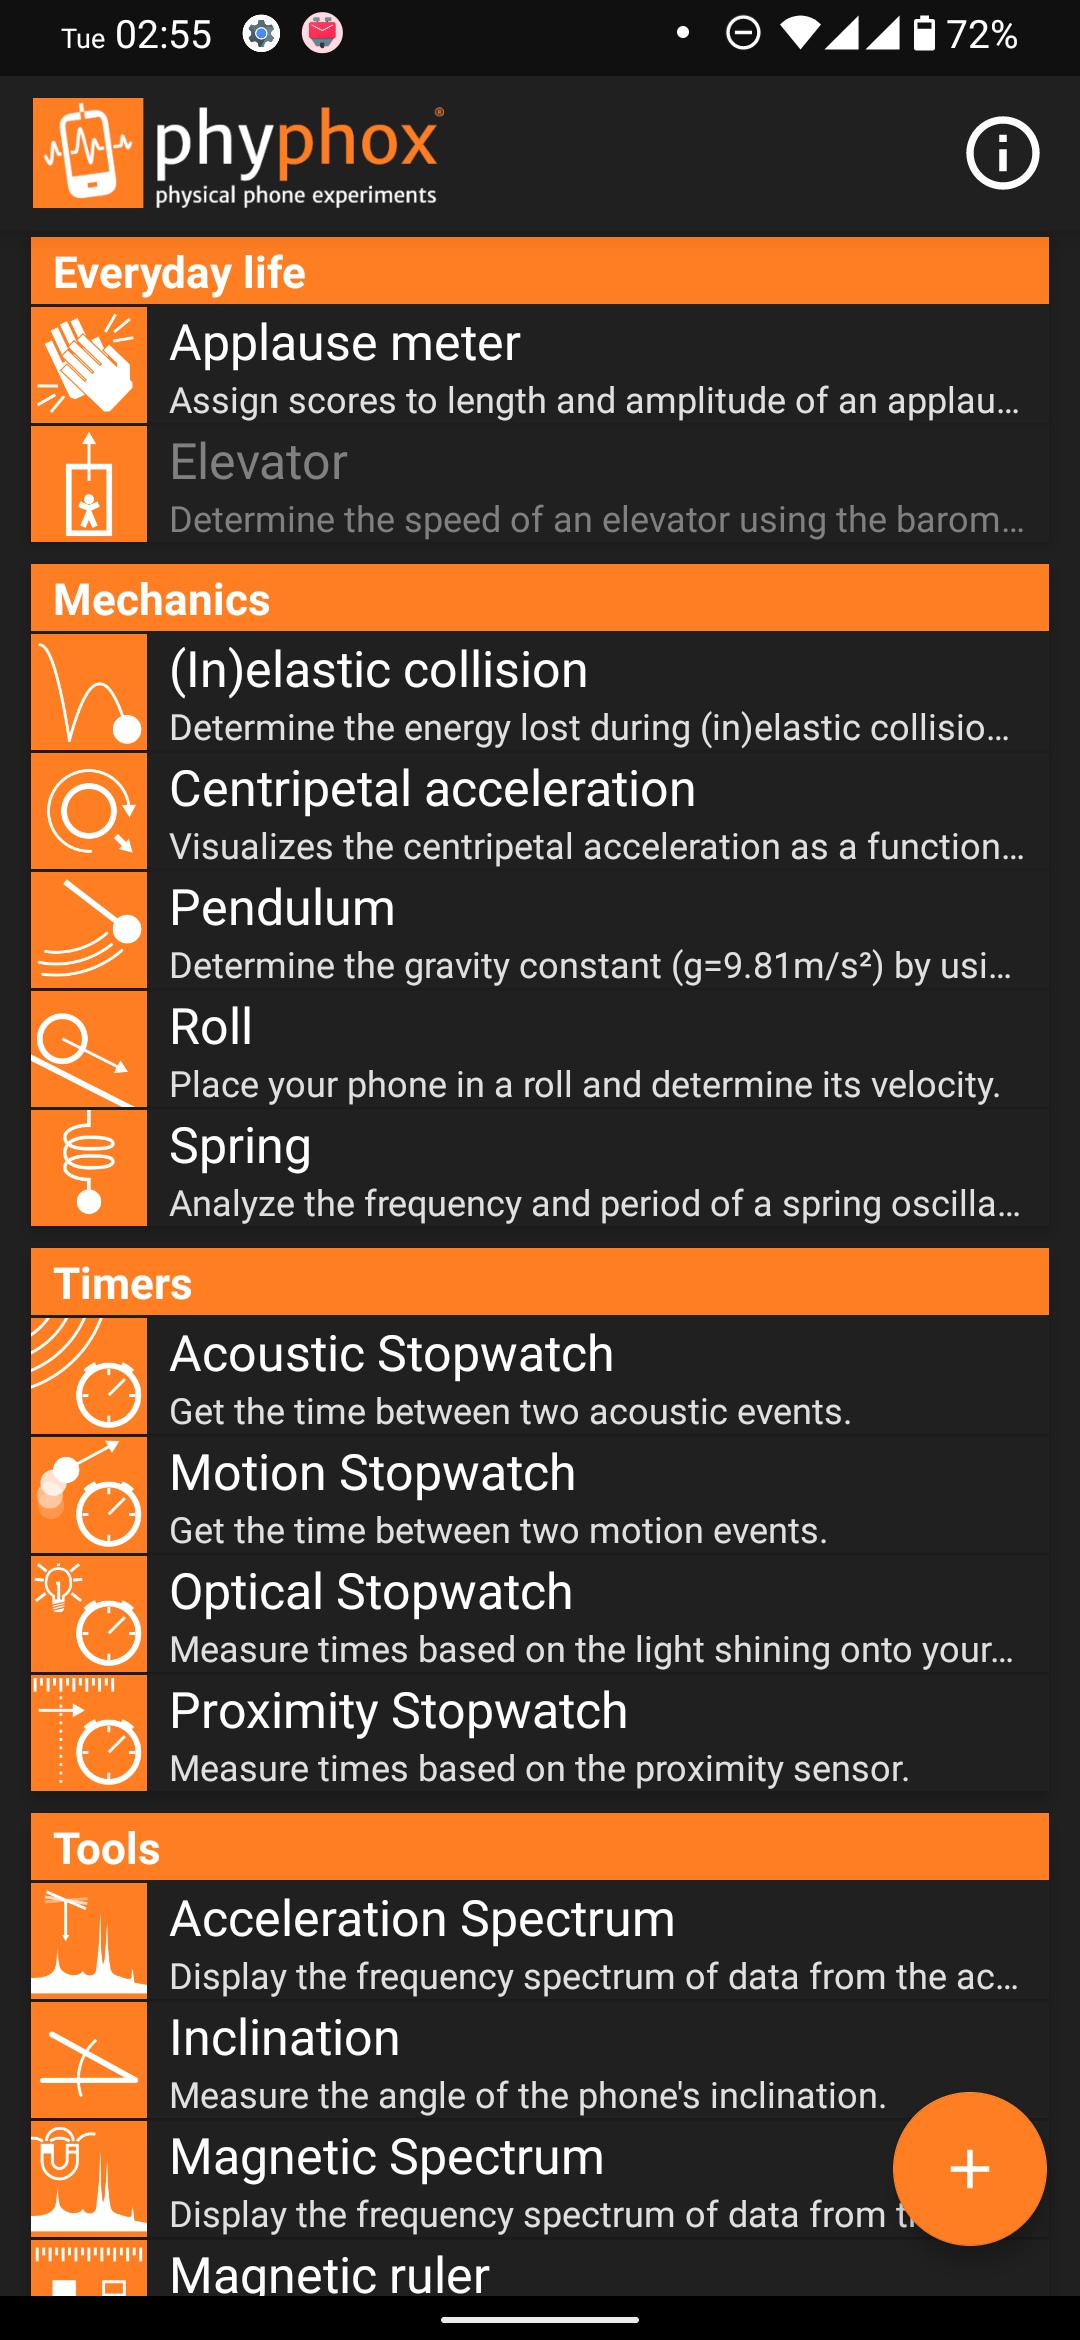 Tue 02:55 72%
phyphox®
physical phone experiments
Everyday life
Applause meter
Assign scores to length and amplitude of an applau...
Elevator
Determine the speed of an elevator using the barom...
Mechanics
(In)elastic collision
Determine the energy lost during (in)elastic collisio...
Centripetal acceleration
Visualizes the centripetal acceleration as a function...
Pendulum
Determine the gravity constant (g=9.81m/s²) by usi...
Roll
Place your phone in a roll and determine its velocity.
Spring
Analyze the frequency and period of a spring oscilla...
Timers
Acoustic Stopwatch
Get the time between two acoustic events.
Motion Stopwatch
Get the time between two motion events.
Optical Stopwatch
Measure times based on the light shining onto your...
Proximity Stopwatch
Measure times based on the proximity sensor.
Tools
Acceleration Spectrum
Display the frequency spectrum of data from the ac...
Inclination
Measure the angle of the phone's inclination.
Magnetic Spectrum
Display the frequency spectrum of data from
Magnetic ruler